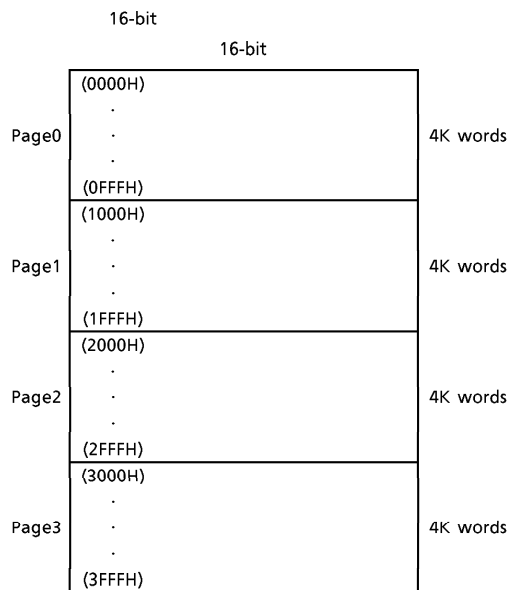 16-bit
16-bit
(0000H)
.
Page0 . 4K words
.
(0FFFH)
(1000H)
.
Page1 . 4K words
.
(1FFFH)
(2000H)
.
Page2 . 4K words
.
(2FFFH)
(3000H)
.
Page3 . 4K words
.
(3FFFH)